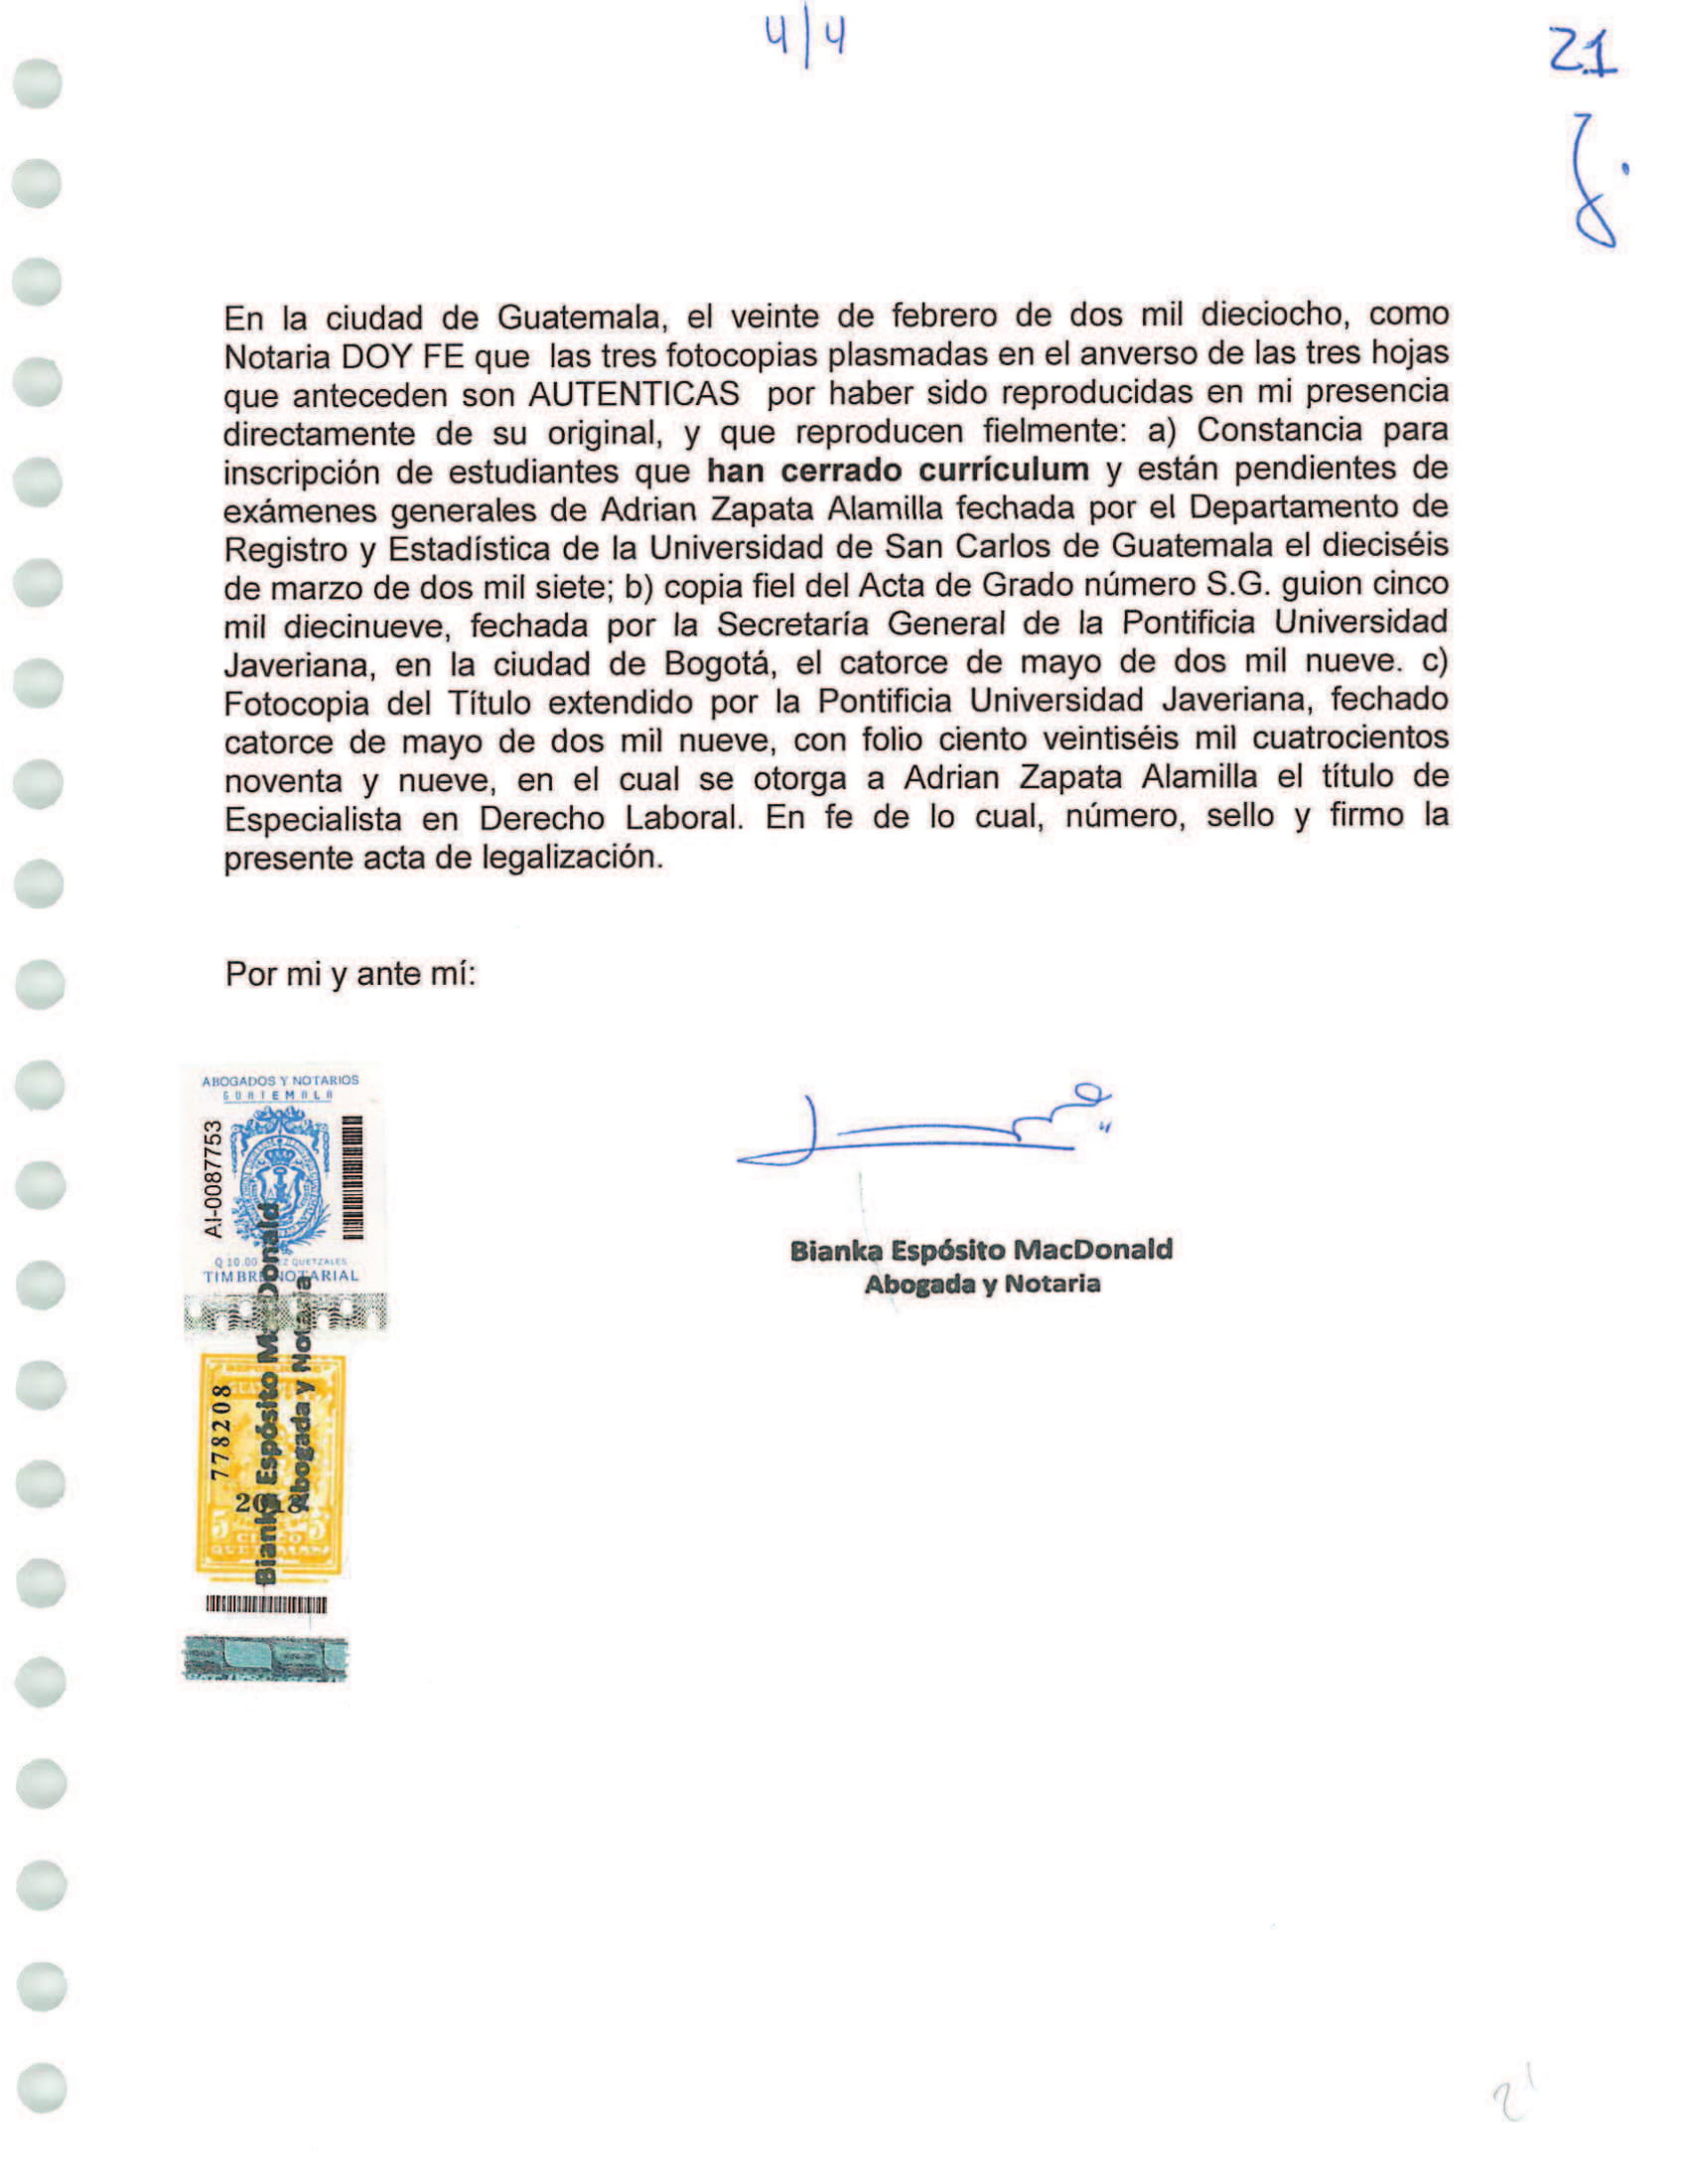 4/4
21
En la ciudad de Guatemala, el veinte de febrero de dos mil dieciocho, como
Notaria DOY FE que las tres fotocopias plasmadas en el anverso de las tres hojas
que anteceden son AUTENTICAS por haber sido reproducidas en mi presencia
directamente de su original, y que reproducen fielmente: a) Constancia para
inscripción de estudiantes que han cerrado currículum y están pendientes de
exámenes generales de Adrian Zapata Alamilla fechada por el Departamento de
Registro y Estadística de la Universidad de San Carlos de Guatemala el dieciséis
de marzo de dos mil siete; b) copia fiel del Acta de Grado número S.G. guion cinco
mil diecinueve, fechada por la Secretaría General de la Pontificia Universidad
Javeriana, en la ciudad de Bogotá, el catorce de mayo de dos mil nueve. c)
Fotocopia del Título extendido por la Pontificia Universidad Javeriana, fechado
catorce de mayo de dos mil nueve, con folio ciento veintiséis mil cuatrocientos
noventa y nueve, en el cual se otorga a Adrian Zapata Alamilla el título de
Especialista en Derecho Laboral. En fe de lo cual, número, sello y firmo la
presente acta de legalización.
Por mi y ante mí:
ABOGADOS Y NOTARIOS
GUATEMALA
AI-0087753
Q 10.00 QUETZALES
TIMBRE NOTARIAL
Bianka Espósito MacDonald
Abogada y Notaria
778208
2018
5 CINCO 5
QUETZALES
Bianka Espósito MacDonald
Abogada y Notaria
21